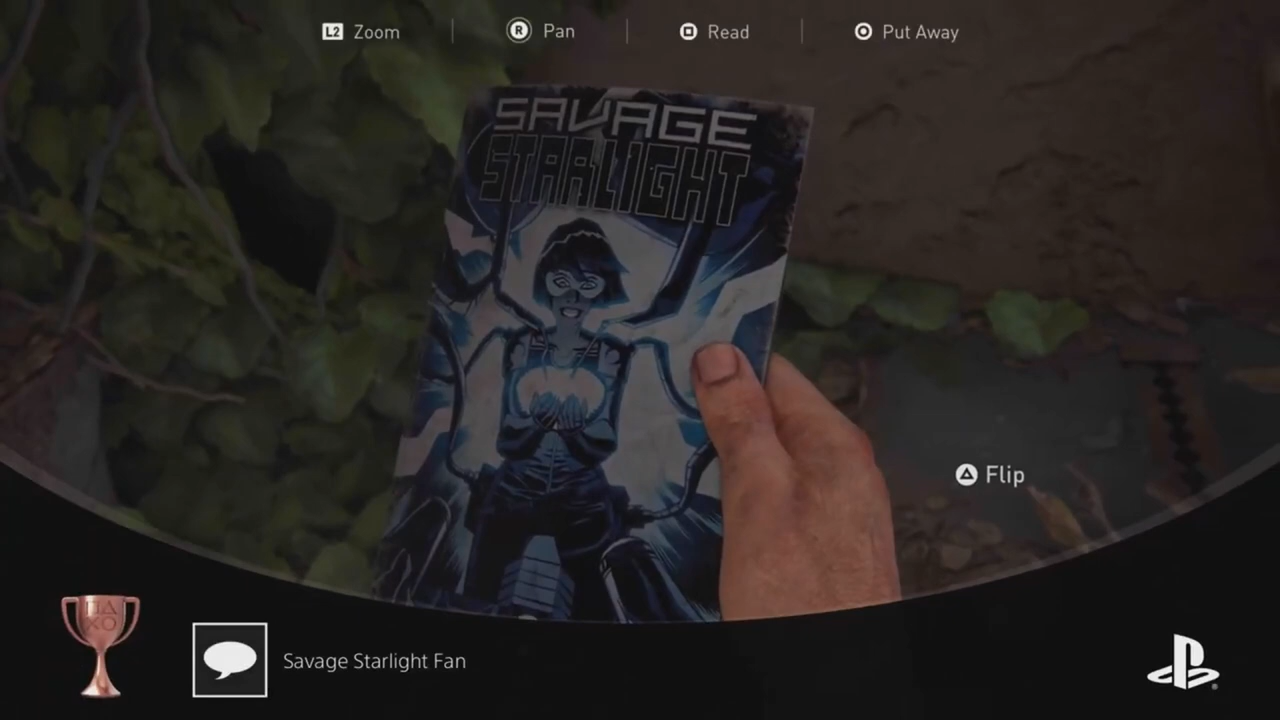 L2 Zoom
R Pan
Read
Put Away
SAVAGE
STARLIGHT
Flip
Savage Starlight Fan